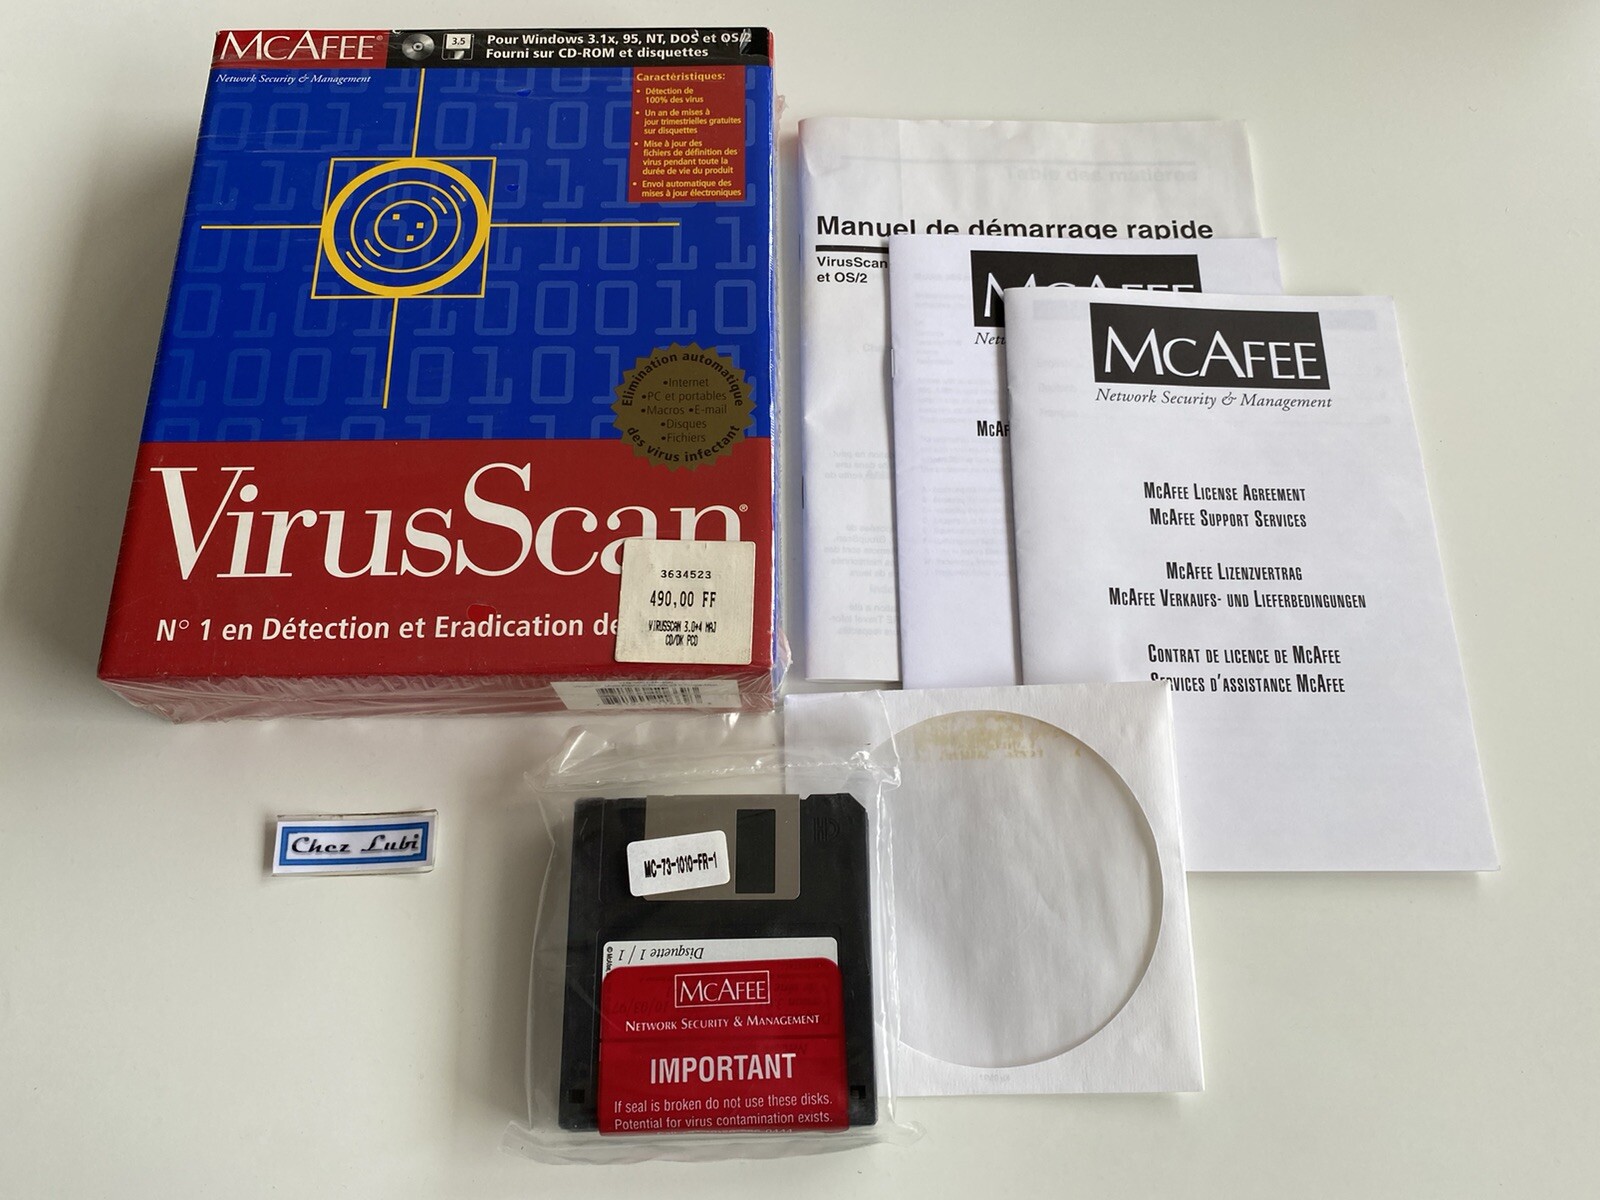 McAfee®
Network Security & Management
3.5
Pour Windows 3.1x, 95, NT, DOS et OS/2
Fourni sur CD-ROM et disquettes
Caractéristiques:
• Détection de
100% des virus
• Un an de mises à
jour trimestrielles gratuites
sur disquettes
• Mise à jour des
fichiers de définition des
virus pendant toute la
durée de vie du produit
• Envoi automatique des
mises à jour électroniques
Elimination automatique
•Internet
•PC et portables
•Macros •E-mail
•Disques
•Fichiers
des virus infectant
VirusScan®
N° 1 en Détection et Eradication de
3634523
490,00 FF
VIRUSSCAN 3.0+4 MAJ
CD/DK PCD
Table des matières
Manuel de démarrage rapide
VirusScan
et OS/2
McAfee
McAfee
Network Security & Management
McAfee License Agreement
McAfee Support Services
McAfee Lizenzvertrag
McAfee Verkaufs- und Lieferbedingungen
Contrat de licence de McAfee
Services d'assistance McAfee
Chez Lubi
MC-73-1010-FR-1
Disquette 1 / 1
McAfee
Network Security & Management
IMPORTANT
If seal is broken do not use these disks.
Potential for virus contamination exists.